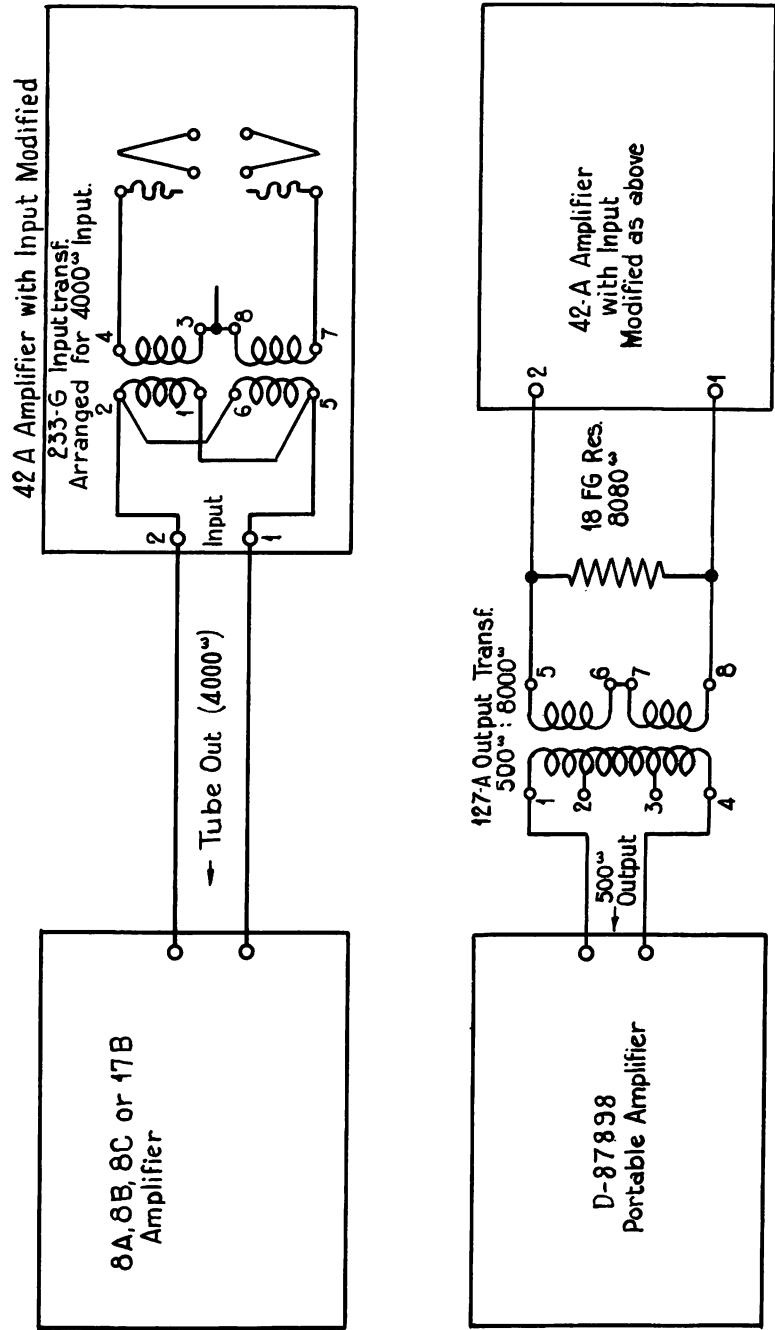 42 A Amplifier with Input Modified
233-G Input transf.
Arranged for 4000ω Input.
4
3
8
7
2
1
6
5
2
Input
1
← Tube Out (4000ω)
8A, 8B, 8C or 17B
Amplifier
42-A Amplifier
with Input
Modified as above
2
1
18 FG Res.
8080ω
127-A Output Transf.
500ω : 8000ω
5
6
7
8
1
2
3
4
500ω
Output
D-87898
Portable Amplifier